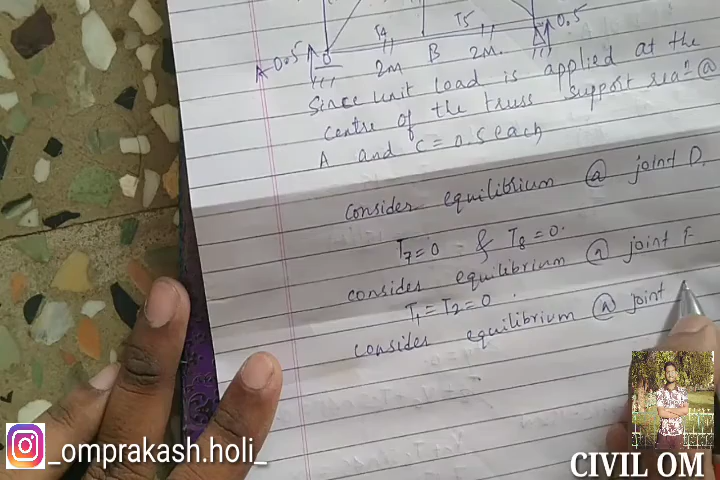 T4 T5
A 0.5 B 0.5
2m 2m.
Since unit load is applied at the
centre of the truss support rea? @
A and C = 0.5 each
consider equilibrium @ joint D.
T7=0 & T8=0.
consider equilibrium @ joint F
T1=T2=0.
consider equilibrium @ joint
_omprakash.holi_
CIVIL OM